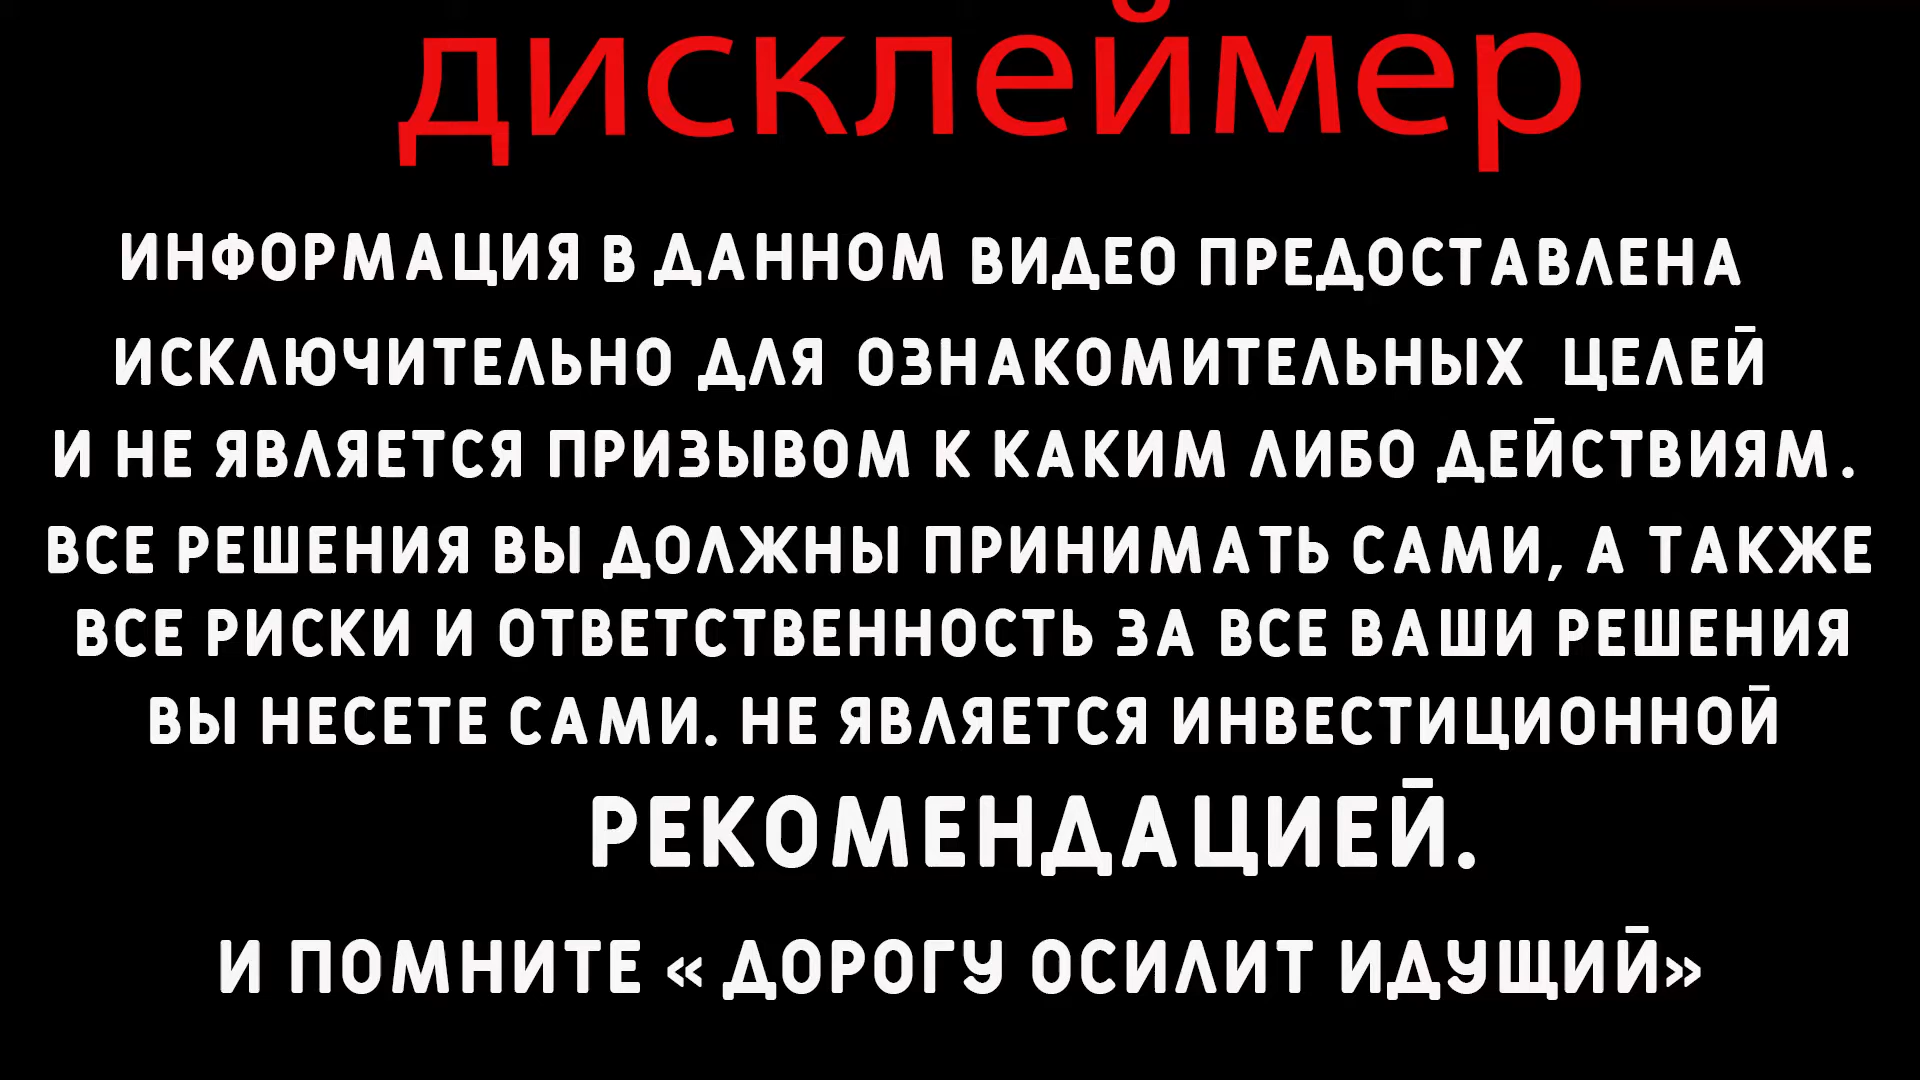 дисклеймер
ИНФОРМАЦИЯ В ДАННОМ ВИДЕО ПРЕДОСТАВЛЕНА
ИСКЛЮЧИТЕЛЬНО ДЛЯ ОЗНАКОМИТЕЛЬНЫХ ЦЕЛЕЙ
И НЕ ЯВЛЯЕТСЯ ПРИЗЫВОМ К КАКИМ ЛИБО ДЕЙСТВИЯМ.
ВСЕ РЕШЕНИЯ ВЫ ДОЛЖНЫ ПРИНИМАТЬ САМИ, А ТАКЖЕ
ВСЕ РИСКИ И ОТВЕТСТВЕННОСТЬ ЗА ВСЕ ВАШИ РЕШЕНИЯ
ВЫ НЕСЕТЕ САМИ. НЕ ЯВЛЯЕТСЯ ИНВЕСТИЦИОННОЙ
РЕКОМЕНДАЦИЕЙ.
И ПОМНИТЕ « ДОРОГУ ОСИЛИТ ИДУЩИЙ»